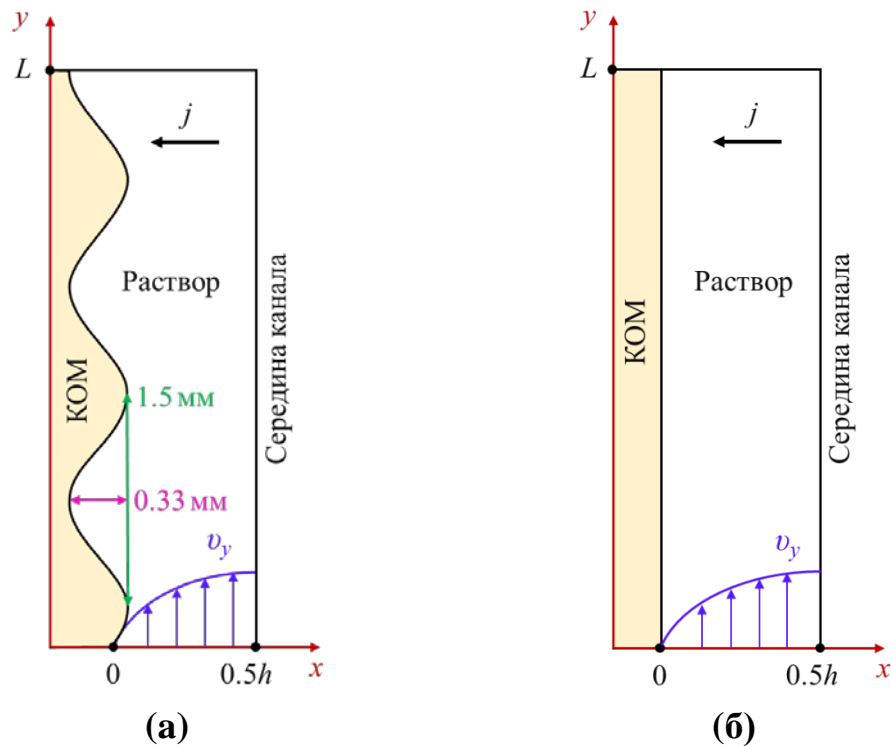 y
L
j
Раствор
КОМ
Середина канала
1.5 мм
0.33 мм
υy
0
0.5h
x
(а)
y
L
j
Раствор
КОМ
Середина канала
υy
0
0.5h
x
(б)